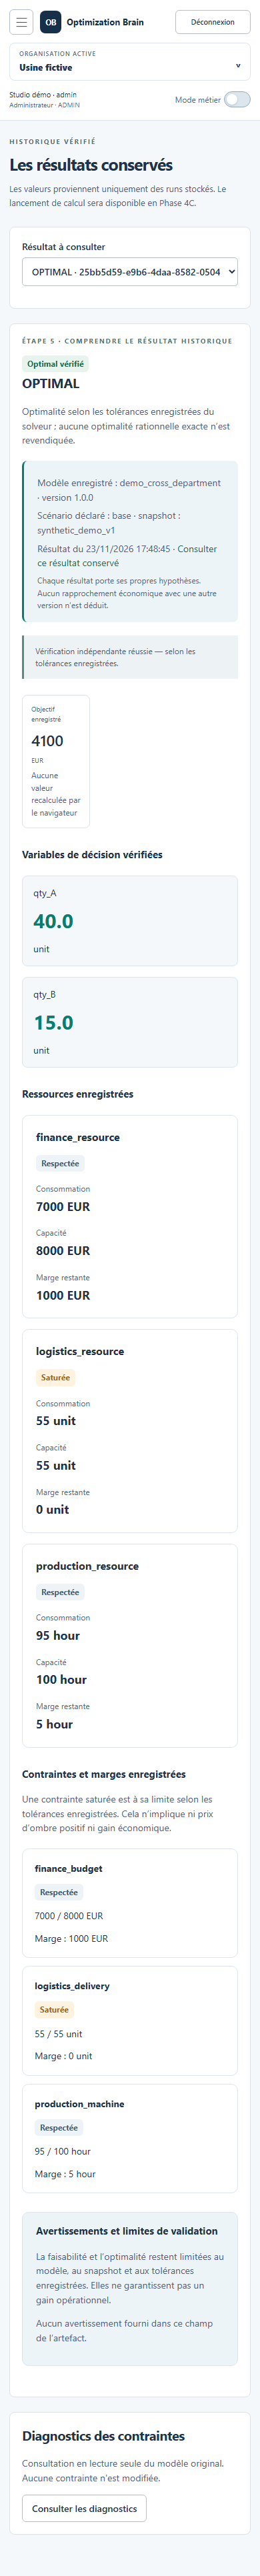 OB Optimization Brain
Déconnexion
ORGANISATION ACTIVE
Usine fictive
Studio démo · admin
Administrateur · ADMIN
Mode métier
HISTORIQUE VÉRIFIÉ
Les résultats conservés
Les valeurs proviennent uniquement des runs stockés. Le
lancement de calcul sera disponible en Phase 4C.
Résultat à consulter
OPTIMAL · 25bb5d59-e9b6-4daa-8582-0504
ÉTAPE 5 · COMPRENDRE LE RÉSULTAT HISTORIQUE
Optimal vérifié
OPTIMAL
Optimalité selon les tolérances enregistrées du
solveur ; aucune optimalité rationnelle exacte n'est
revendiquée.
Modèle enregistré : demo_cross_department
· version 1.0.0
Scénario déclaré : base · snapshot :
synthetic_demo_v1
Résultat du 23/11/2026 17:48:45 · Consulter
ce résultat conservé
Chaque résultat porte ses propres hypothèses.
Aucun rapprochement économique avec une autre
version n'est déduit.
Vérification indépendante réussie — selon les
tolérances enregistrées.
Objectif
enregistré
4100
EUR
Aucune
valeur
recalculée par
le navigateur
Variables de décision vérifiées
qty_A
40.0
unit
qty_B
15.0
unit
Ressources enregistrées
finance_resource
Respectée
Consommation
7000 EUR
Capacité
8000 EUR
Marge restante
1000 EUR
logistics_resource
Saturée
Consommation
55 unit
Capacité
55 unit
Marge restante
0 unit
production_resource
Respectée
Consommation
95 hour
Capacité
100 hour
Marge restante
5 hour
Contraintes et marges enregistrées
Une contrainte saturée est à sa limite selon les
tolérances enregistrées. Cela n'implique ni prix
d'ombre positif ni gain économique.
finance_budget
Respectée
7000 / 8000 EUR
Marge : 1000 EUR
logistics_delivery
Saturée
55 / 55 unit
Marge : 0 unit
production_machine
Respectée
95 / 100 hour
Marge : 5 hour
Avertissements et limites de validation
La faisabilité et l'optimalité restent limitées au
modèle, au snapshot et aux tolérances
enregistrées. Elles ne garantissent pas un
gain opérationnel.
Aucun avertissement fourni dans ce champ
de l'artefact.
Diagnostics des contraintes
Consultation en lecture seule du modèle original.
Aucune contrainte n'est modifiée.
Consulter les diagnostics